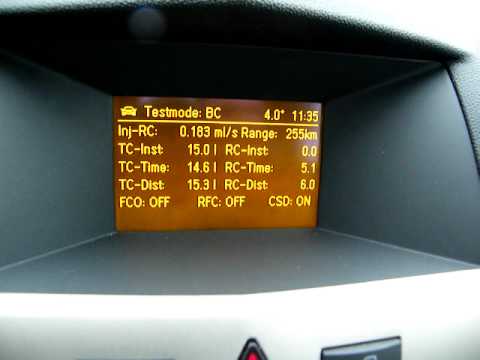 Testmode: BC 4.0° 11:35
Inj-RC: 0.183 ml/s Range: 255km
TC-Inst: 15.0 l RC-Inst: 0.0
TC-Time: 14.6 l RC-Time: 5.1
TC-Dist: 15.3 l RC-Dist: 6.0
FCO: OFF RFC: OFF CSD: ON